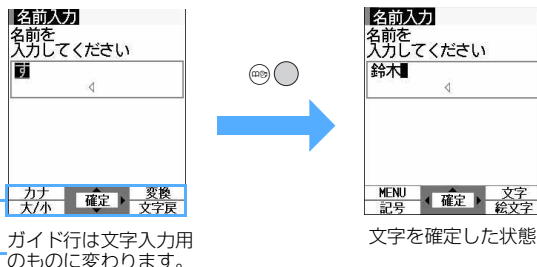 名前入力
名前を
入力してください
ず
カナ 確定 変換
大/小 文字戻
ガイド行は文字入力用
のものに変わります。
名前入力
名前を
入力してください
鈴木
MENU 確定 文字
記号 絵文字
文字を確定した状態